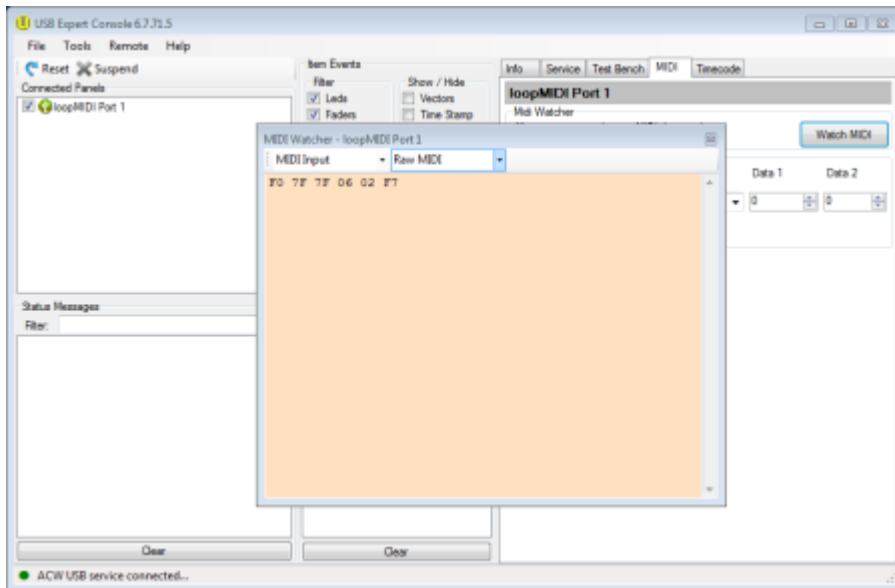 USB Expert Console 6.7.71.5
File Tools Remote Help
Reset Suspend
Connected Panels
loopMIDI Port 1
Item Events
Filter
Leds
Faders
Show / Hide
Vectors
Time Stamp
Info Service Test Bench MIDI Timecode
loopMIDI Port 1
Midi Watcher
Watch MIDI
Data 1 Data 2
0 0
MIDI Watcher - loopMIDI Port 1
MIDI Input Raw MIDI
F0 7F 7F 06 02 F7
Status Messages
Filter:
Clear Clear
ACW USB service connected...